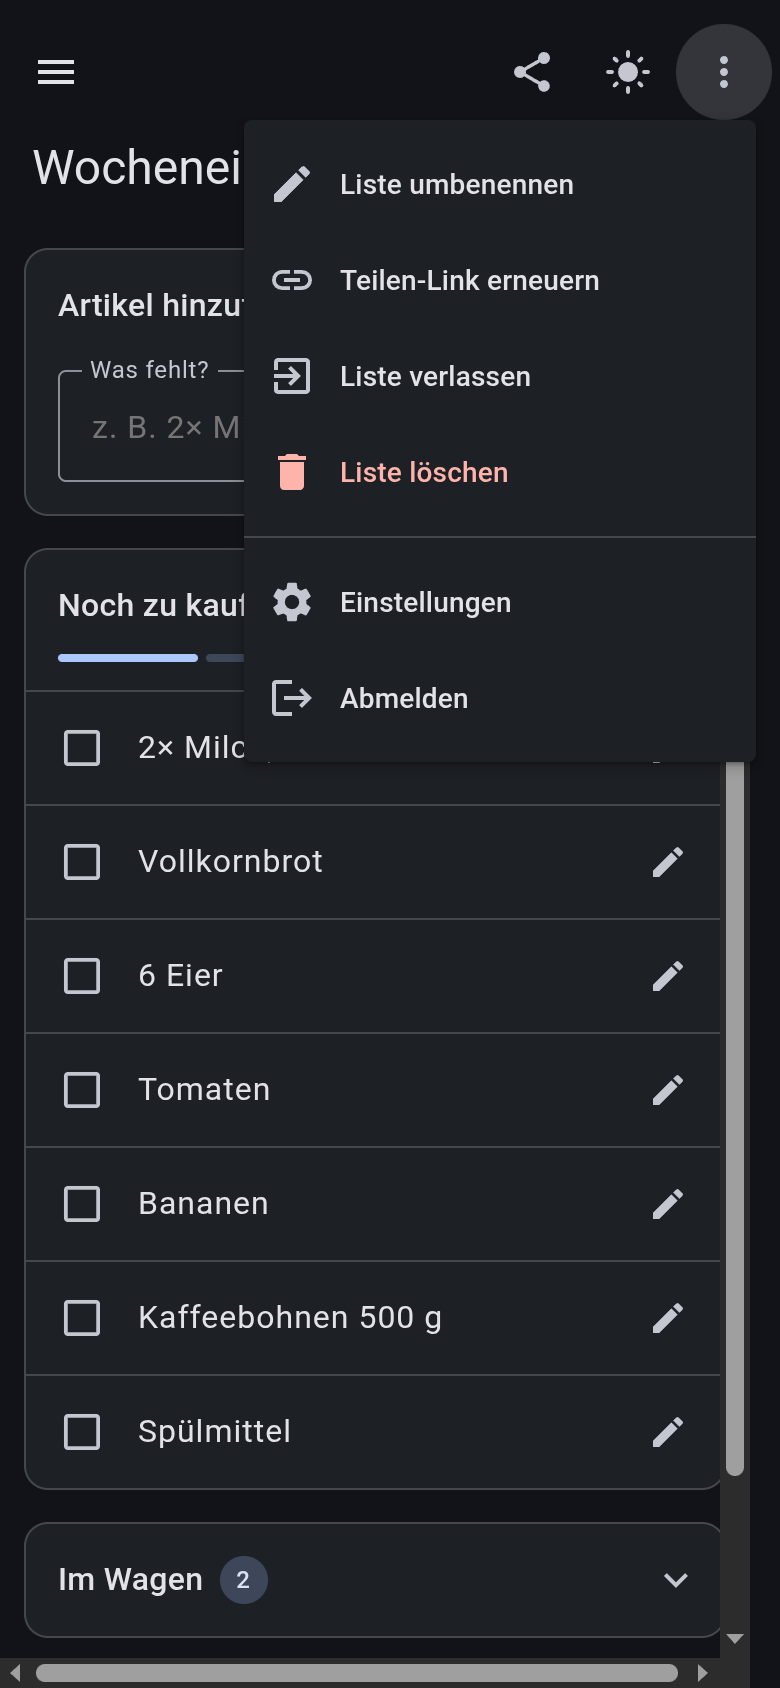 Wochenei
Liste umbenennen
Teilen-Link erneuern
Liste verlassen
Liste löschen
Einstellungen
Abmelden
Artikel hinzu
Was fehlt?
z. B. 2× M
Noch zu kauf
2× Milc
Vollkornbrot
6 Eier
Tomaten
Bananen
Kaffeebohnen 500 g
Spülmittel
Im Wagen 2